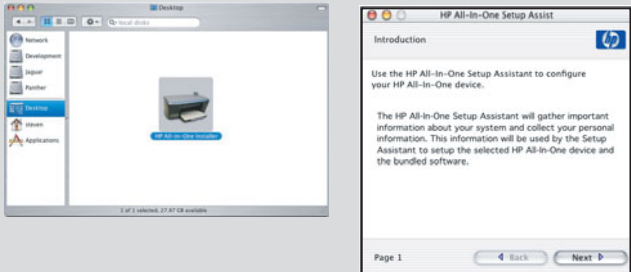 Desktop
Q- local disks
Network
Development
Jaguar
Panther
Desktop
steven
Applications
HP All-in-One Installer
1 of 1 selected, 27.97 GB available
HP All-In-One Setup Assist
Introduction
hp
Use the HP All-In-One Setup Assistant to configure
your HP All-In-One device.
The HP All-In-One Setup Assistant will gather important
information about your system and collect your personal
information. This information will be used by the Setup
Assistant to setup the selected HP All-In-One device and
the bundled software.
Page 1
Back
Next